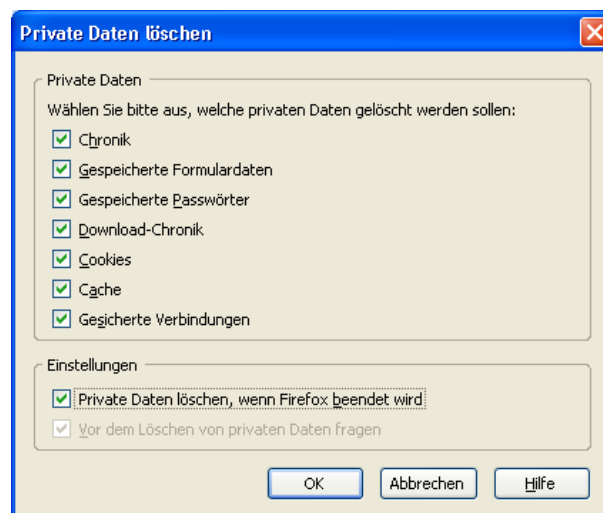 Private Daten löschen
Private Daten
Wählen Sie bitte aus, welche privaten Daten gelöscht werden sollen:
Chronik
Gespeicherte Formulardaten
Gespeicherte Passwörter
Download-Chronik
Cookies
Cache
Gesicherte Verbindungen
Einstellungen
Private Daten löschen, wenn Firefox beendet wird
Vor dem Löschen von privaten Daten fragen
OK Abbrechen Hilfe